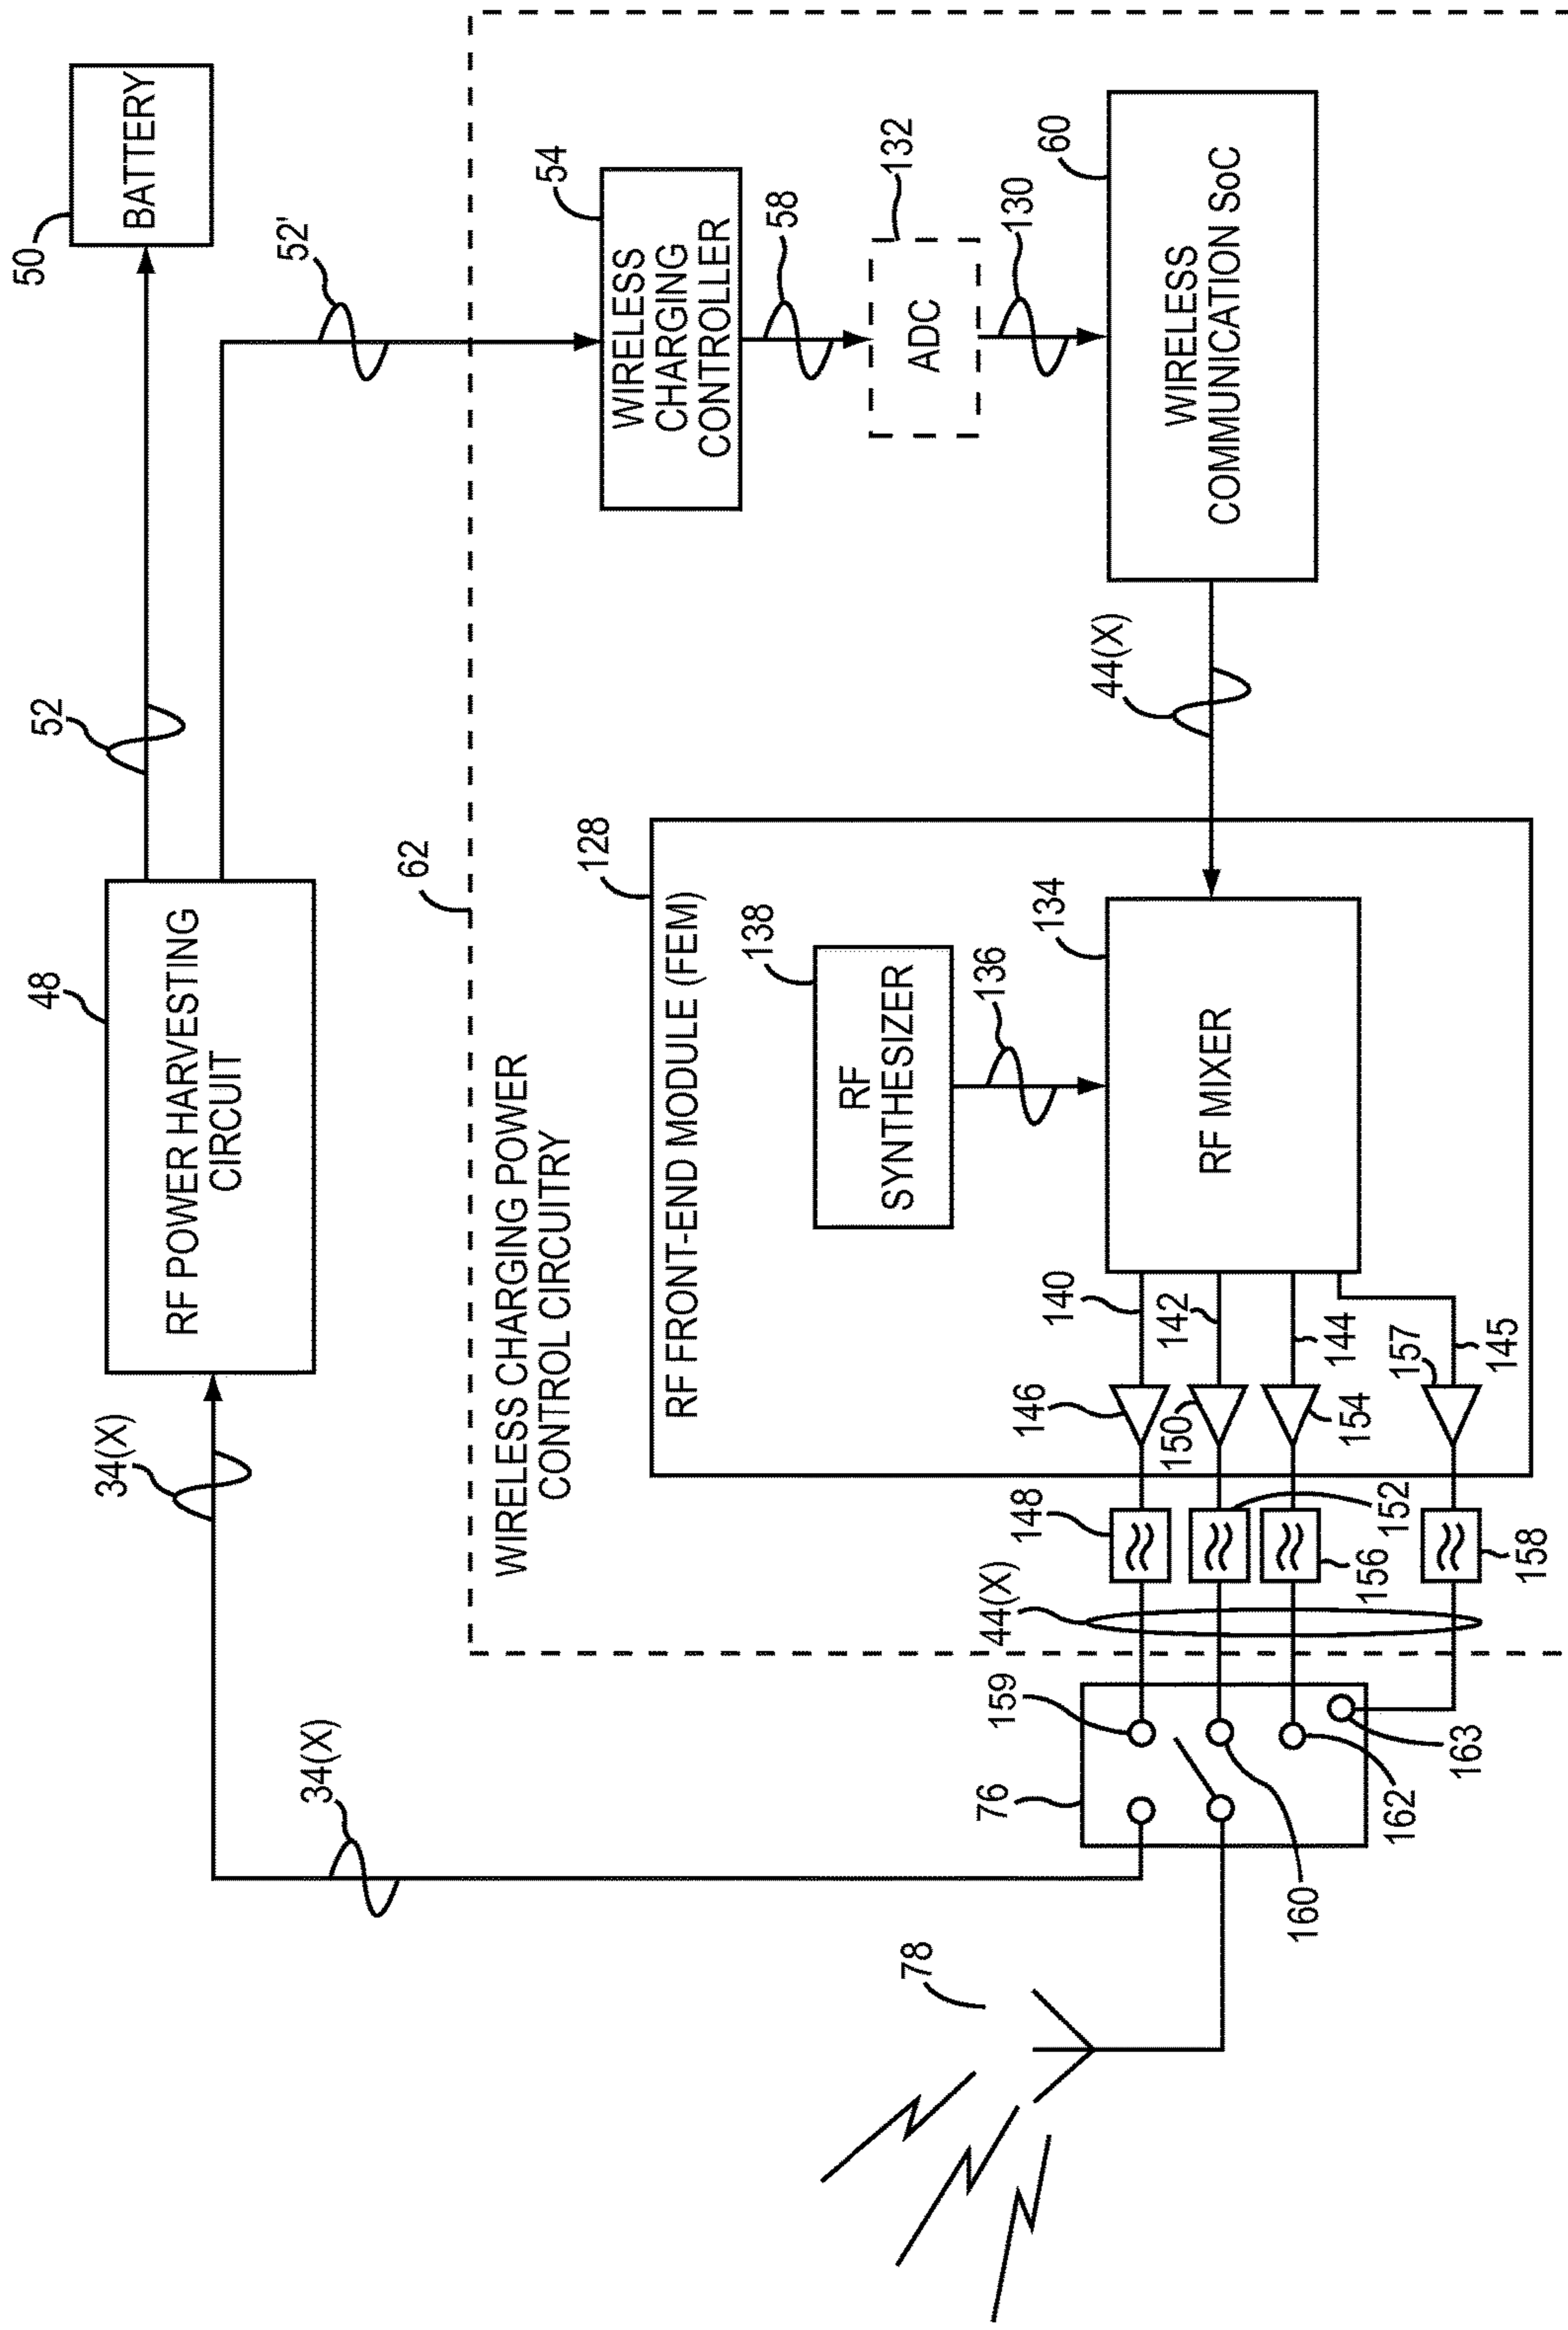 34(X)
48
RF POWER HARVESTING
CIRCUIT
52
50
BATTERY
52'
34(X)
62
WIRELESS CHARGING POWER
CONTROL CIRCUITRY
54
WIRELESS
CHARGING
CONTROLLER
58
132
ADC
130
60
WIRELESS
COMMUNICATION SoC
44(X)
128
RF FRONT-END MODULE (FEM)
138
RF
SYNTHESIZER
136
134
RF MIXER
140
142
144
145
146
150
154
157
148
152
156
158
44(X)
159
76
160
162
163
78